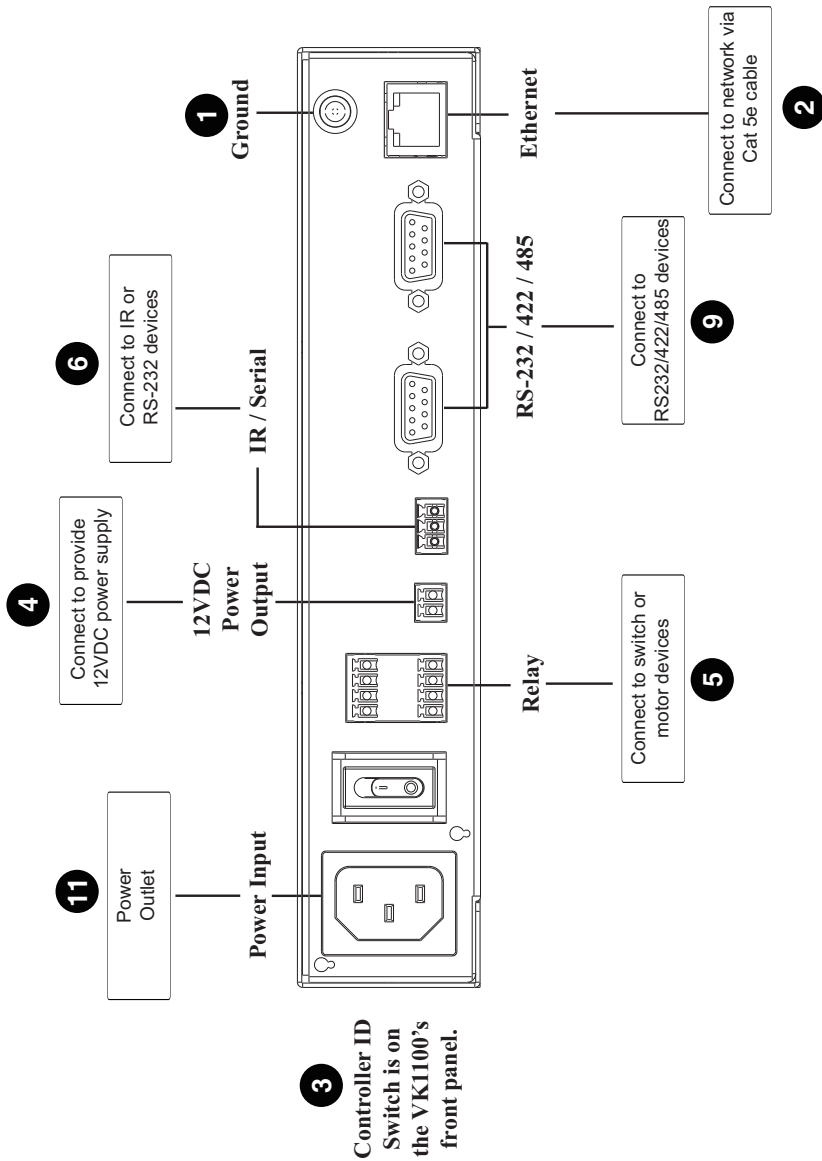 11
Power
Outlet
Power Input
4
Connect to provide
12VDC power supply
12VDC
Power
Output
6
Connect to IR or
RS-232 devices
IR / Serial
1
Ground
3
Controller ID
Switch is on
the VK1100's
front panel.
Relay
Connect to switch or
motor devices
5
RS-232 / 422 / 485
Connect to
RS232/422/485 devices
9
Ethernet
Connect to network via
Cat 5e cable
2